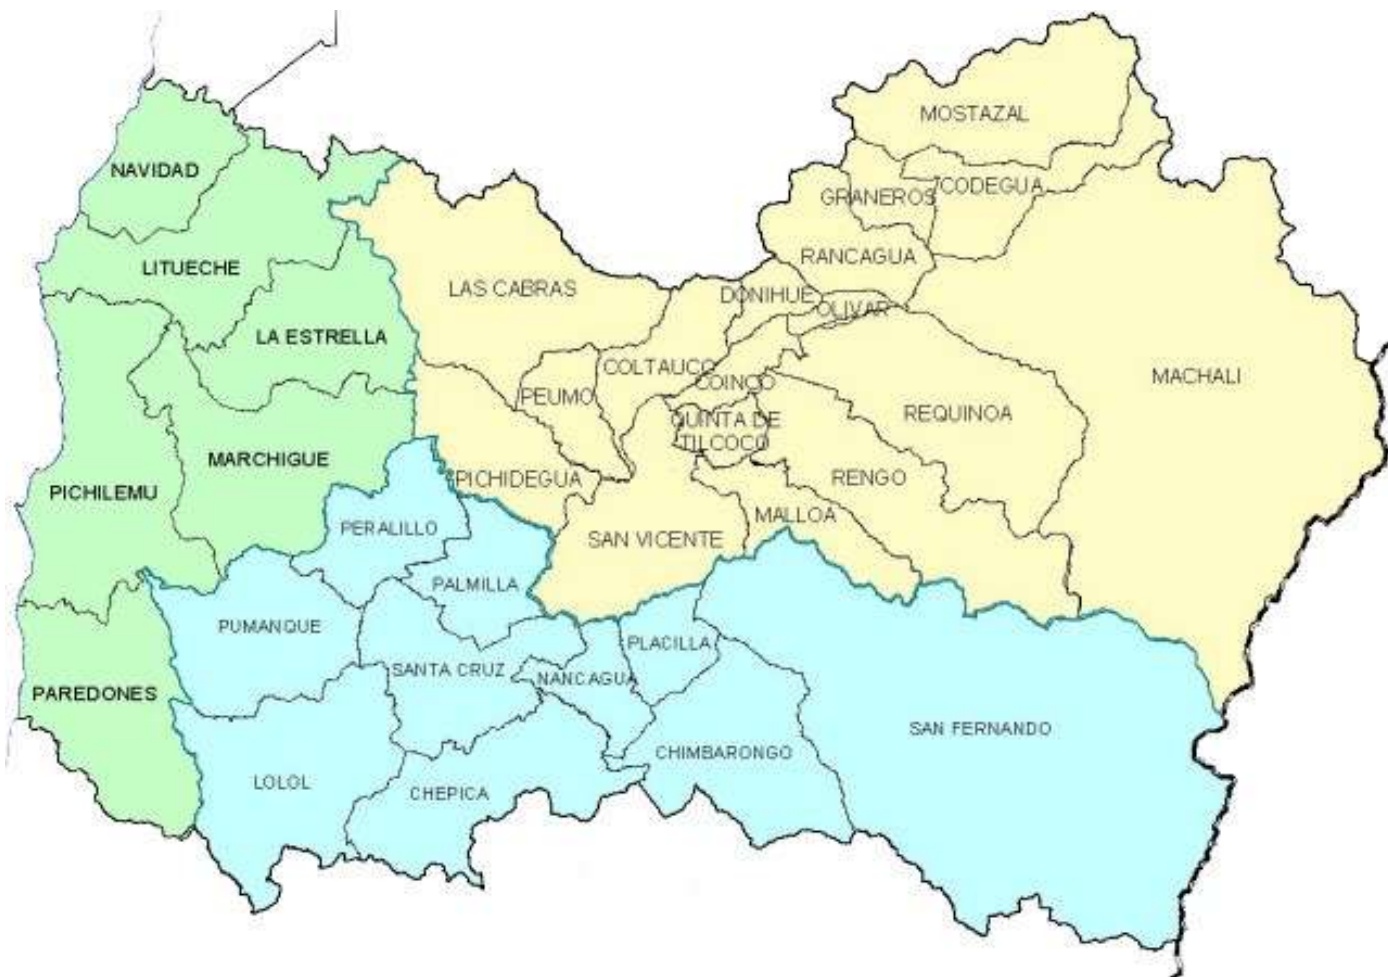 MOSTAZAL
NAVIDAD
GRANEROS
CODEGUA
LITUECHE
RANCAGUA
LAS CABRAS
DONIHUE
OLIVAR
LA ESTRELLA
COLTAUCO
MACHALI
PEUMO
COINCO
REQUINOA
QUINTA DE
TILCOCO
MARCHIGUE
PICHILEMU
PICHIDEGUA
RENGO
MALLOA
PERALILLO
SAN VICENTE
PALMILLA
PUMANQUE
PLACILLA
SANTA CRUZ
NANCAGUA
PAREDONES
SAN FERNANDO
CHIMBARONGO
LOLOL
CHEPICA